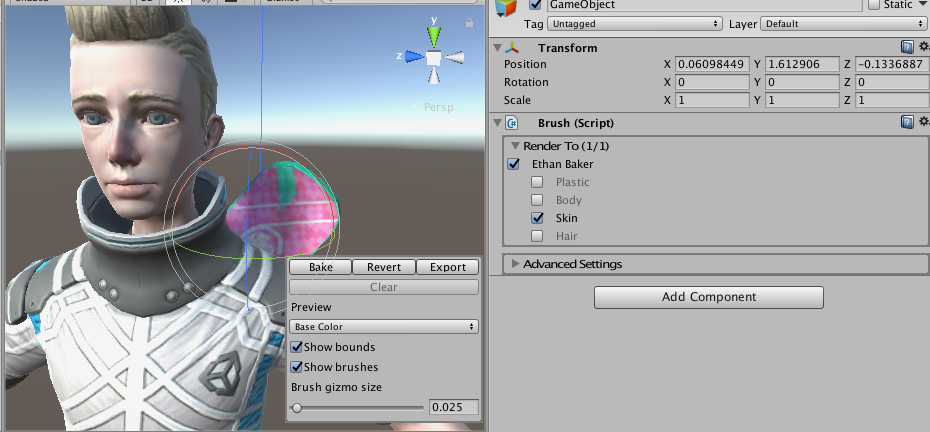 GameObject
Static
Tag Untagged Layer Default
Transform
Position X 0.06098449 Y 1.612906 Z -0.1336887
Rotation X 0 Y 0 Z 0
Scale X 1 Y 1 Z 1
Brush (Script)
Render To (1/1)
Ethan Baker
Plastic
Body
Skin
Hair
Advanced Settings
Add Component
y
z
Persp
Bake Revert Export
Clear
Preview
Base Color
Show bounds
Show brushes
Brush gizmo size
0.025